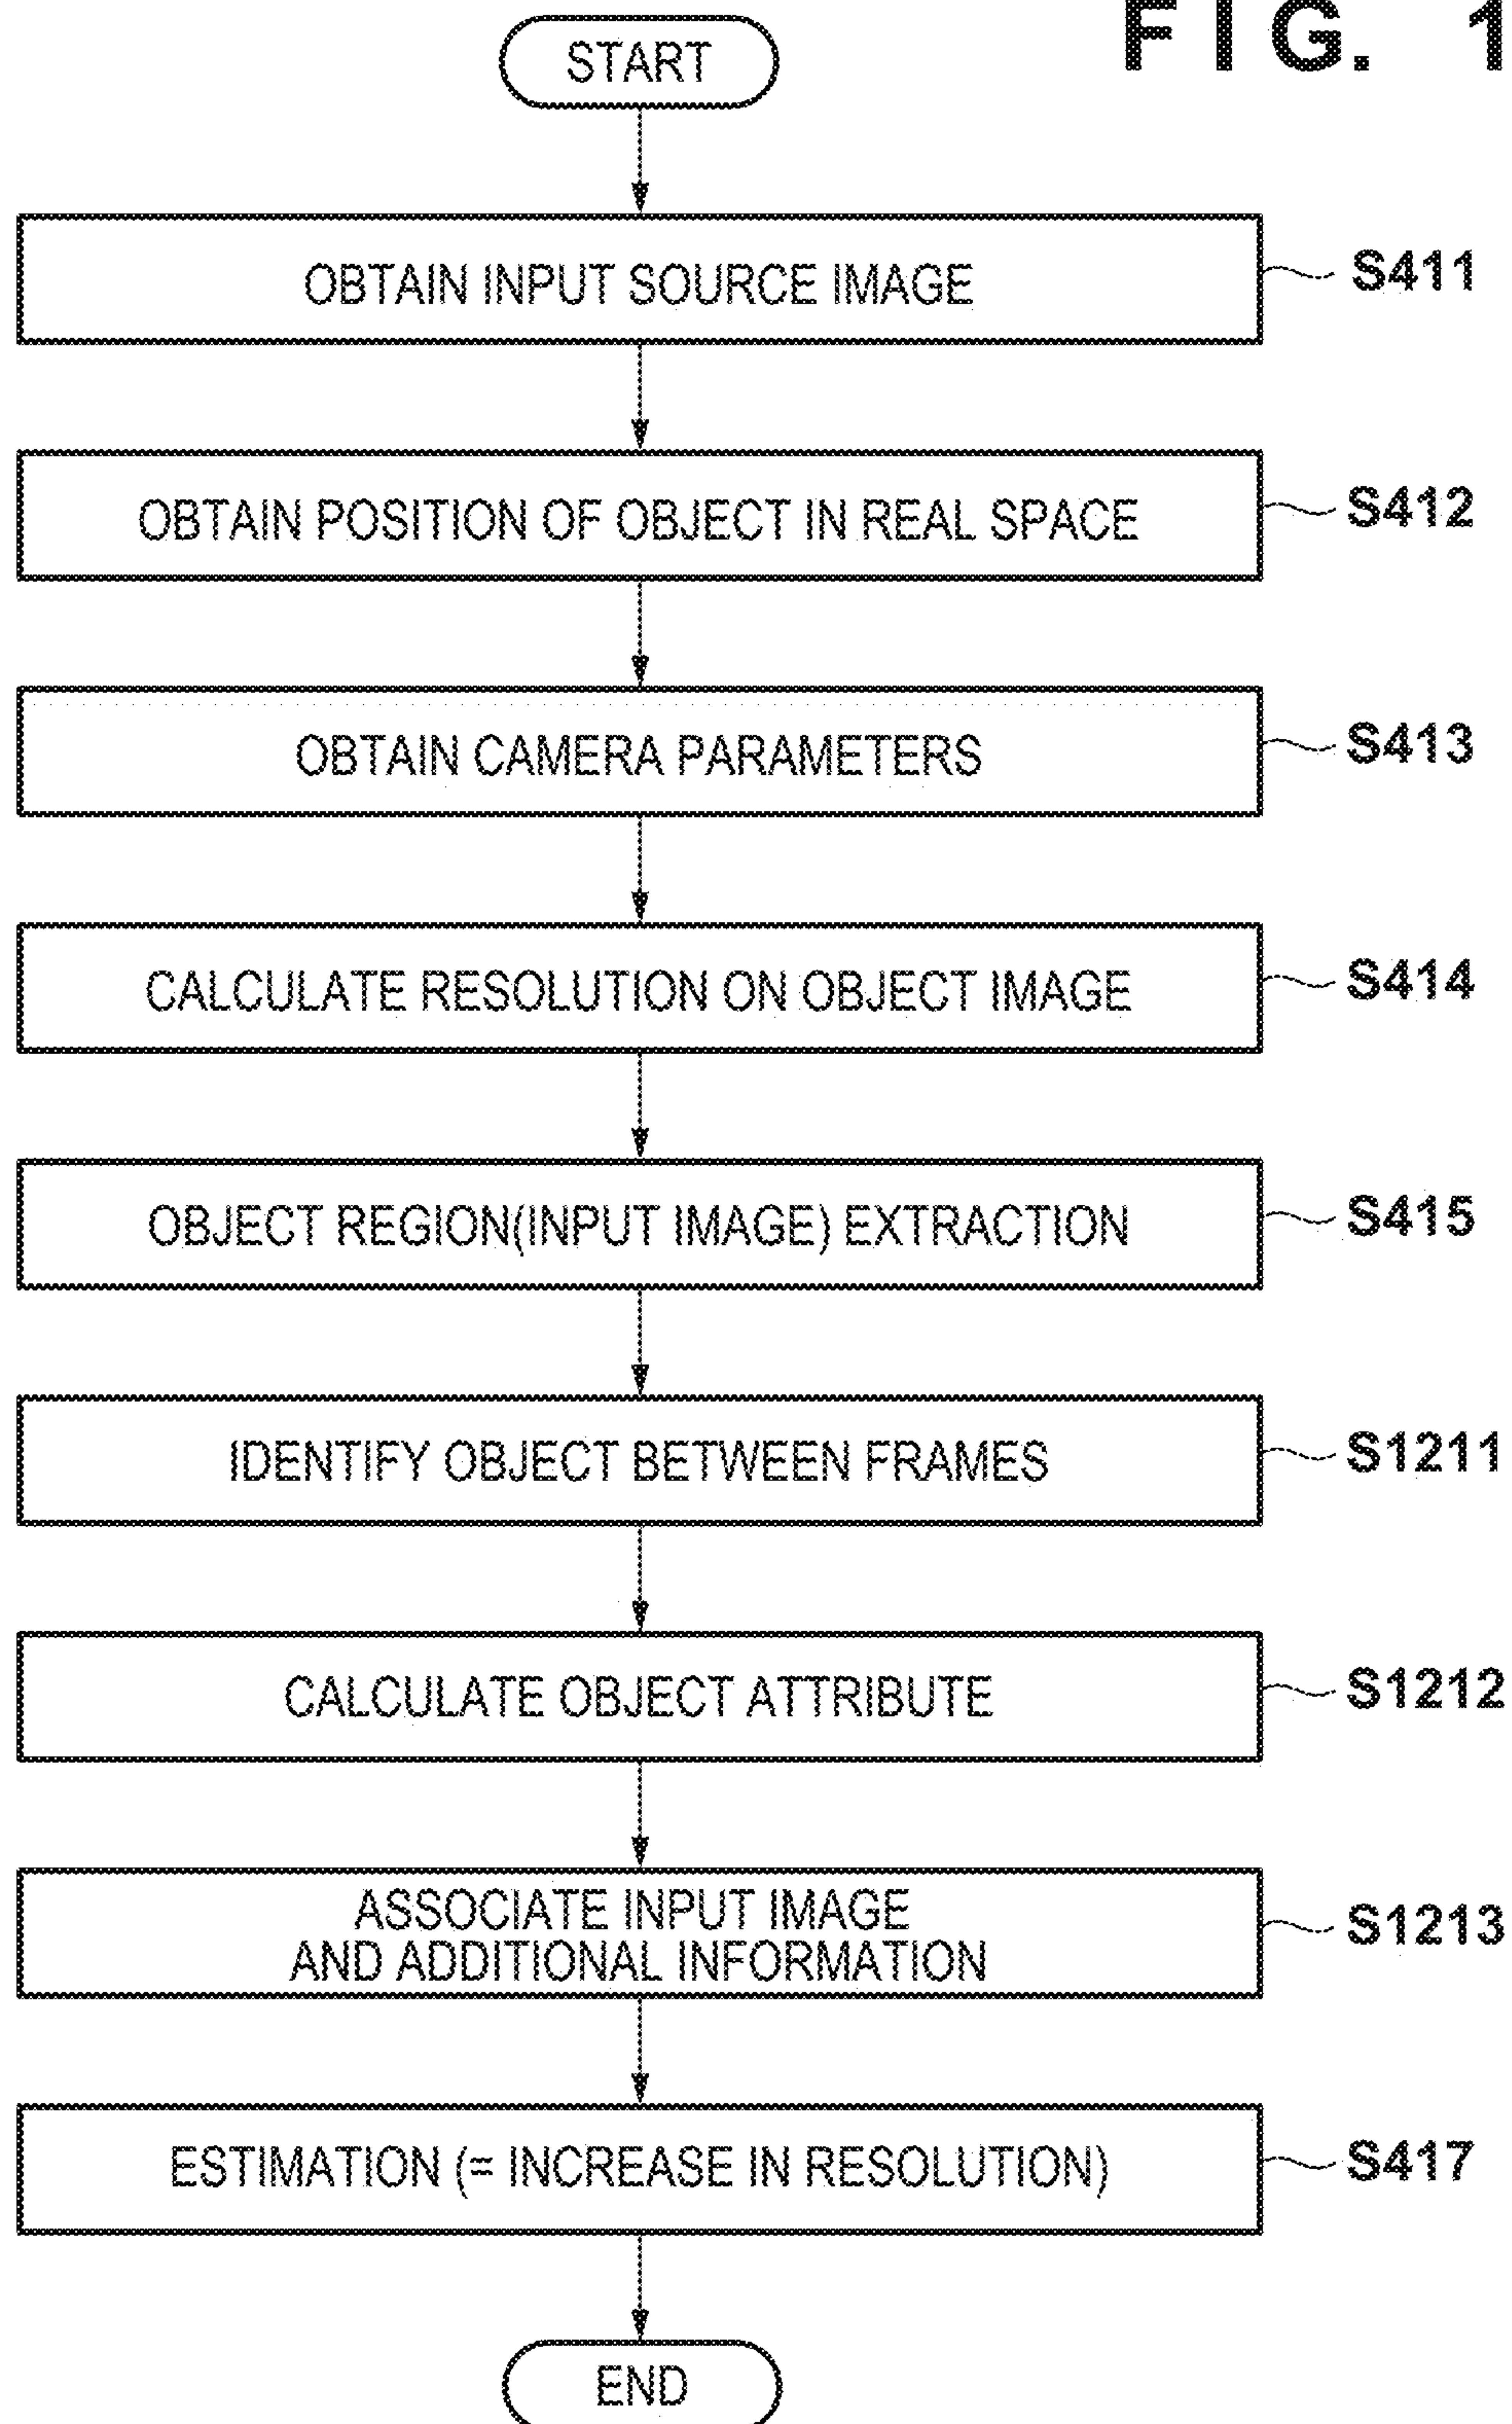 FIG. 1
START
OBTAIN INPUT SOURCE IMAGE
S411
OBTAIN POSITION OF OBJECT IN REAL SPACE
S412
OBTAIN CAMERA PARAMETERS
S413
CALCULATE RESOLUTION ON OBJECT IMAGE
S414
OBJECT REGION(INPUT IMAGE) EXTRACTION
S415
IDENTIFY OBJECT BETWEEN FRAMES
S1211
CALCULATE OBJECT ATTRIBUTE
S1212
ASSOCIATE INPUT IMAGE
AND ADDITIONAL INFORMATION
S1213
ESTIMATION (= INCREASE IN RESOLUTION)
S417
END